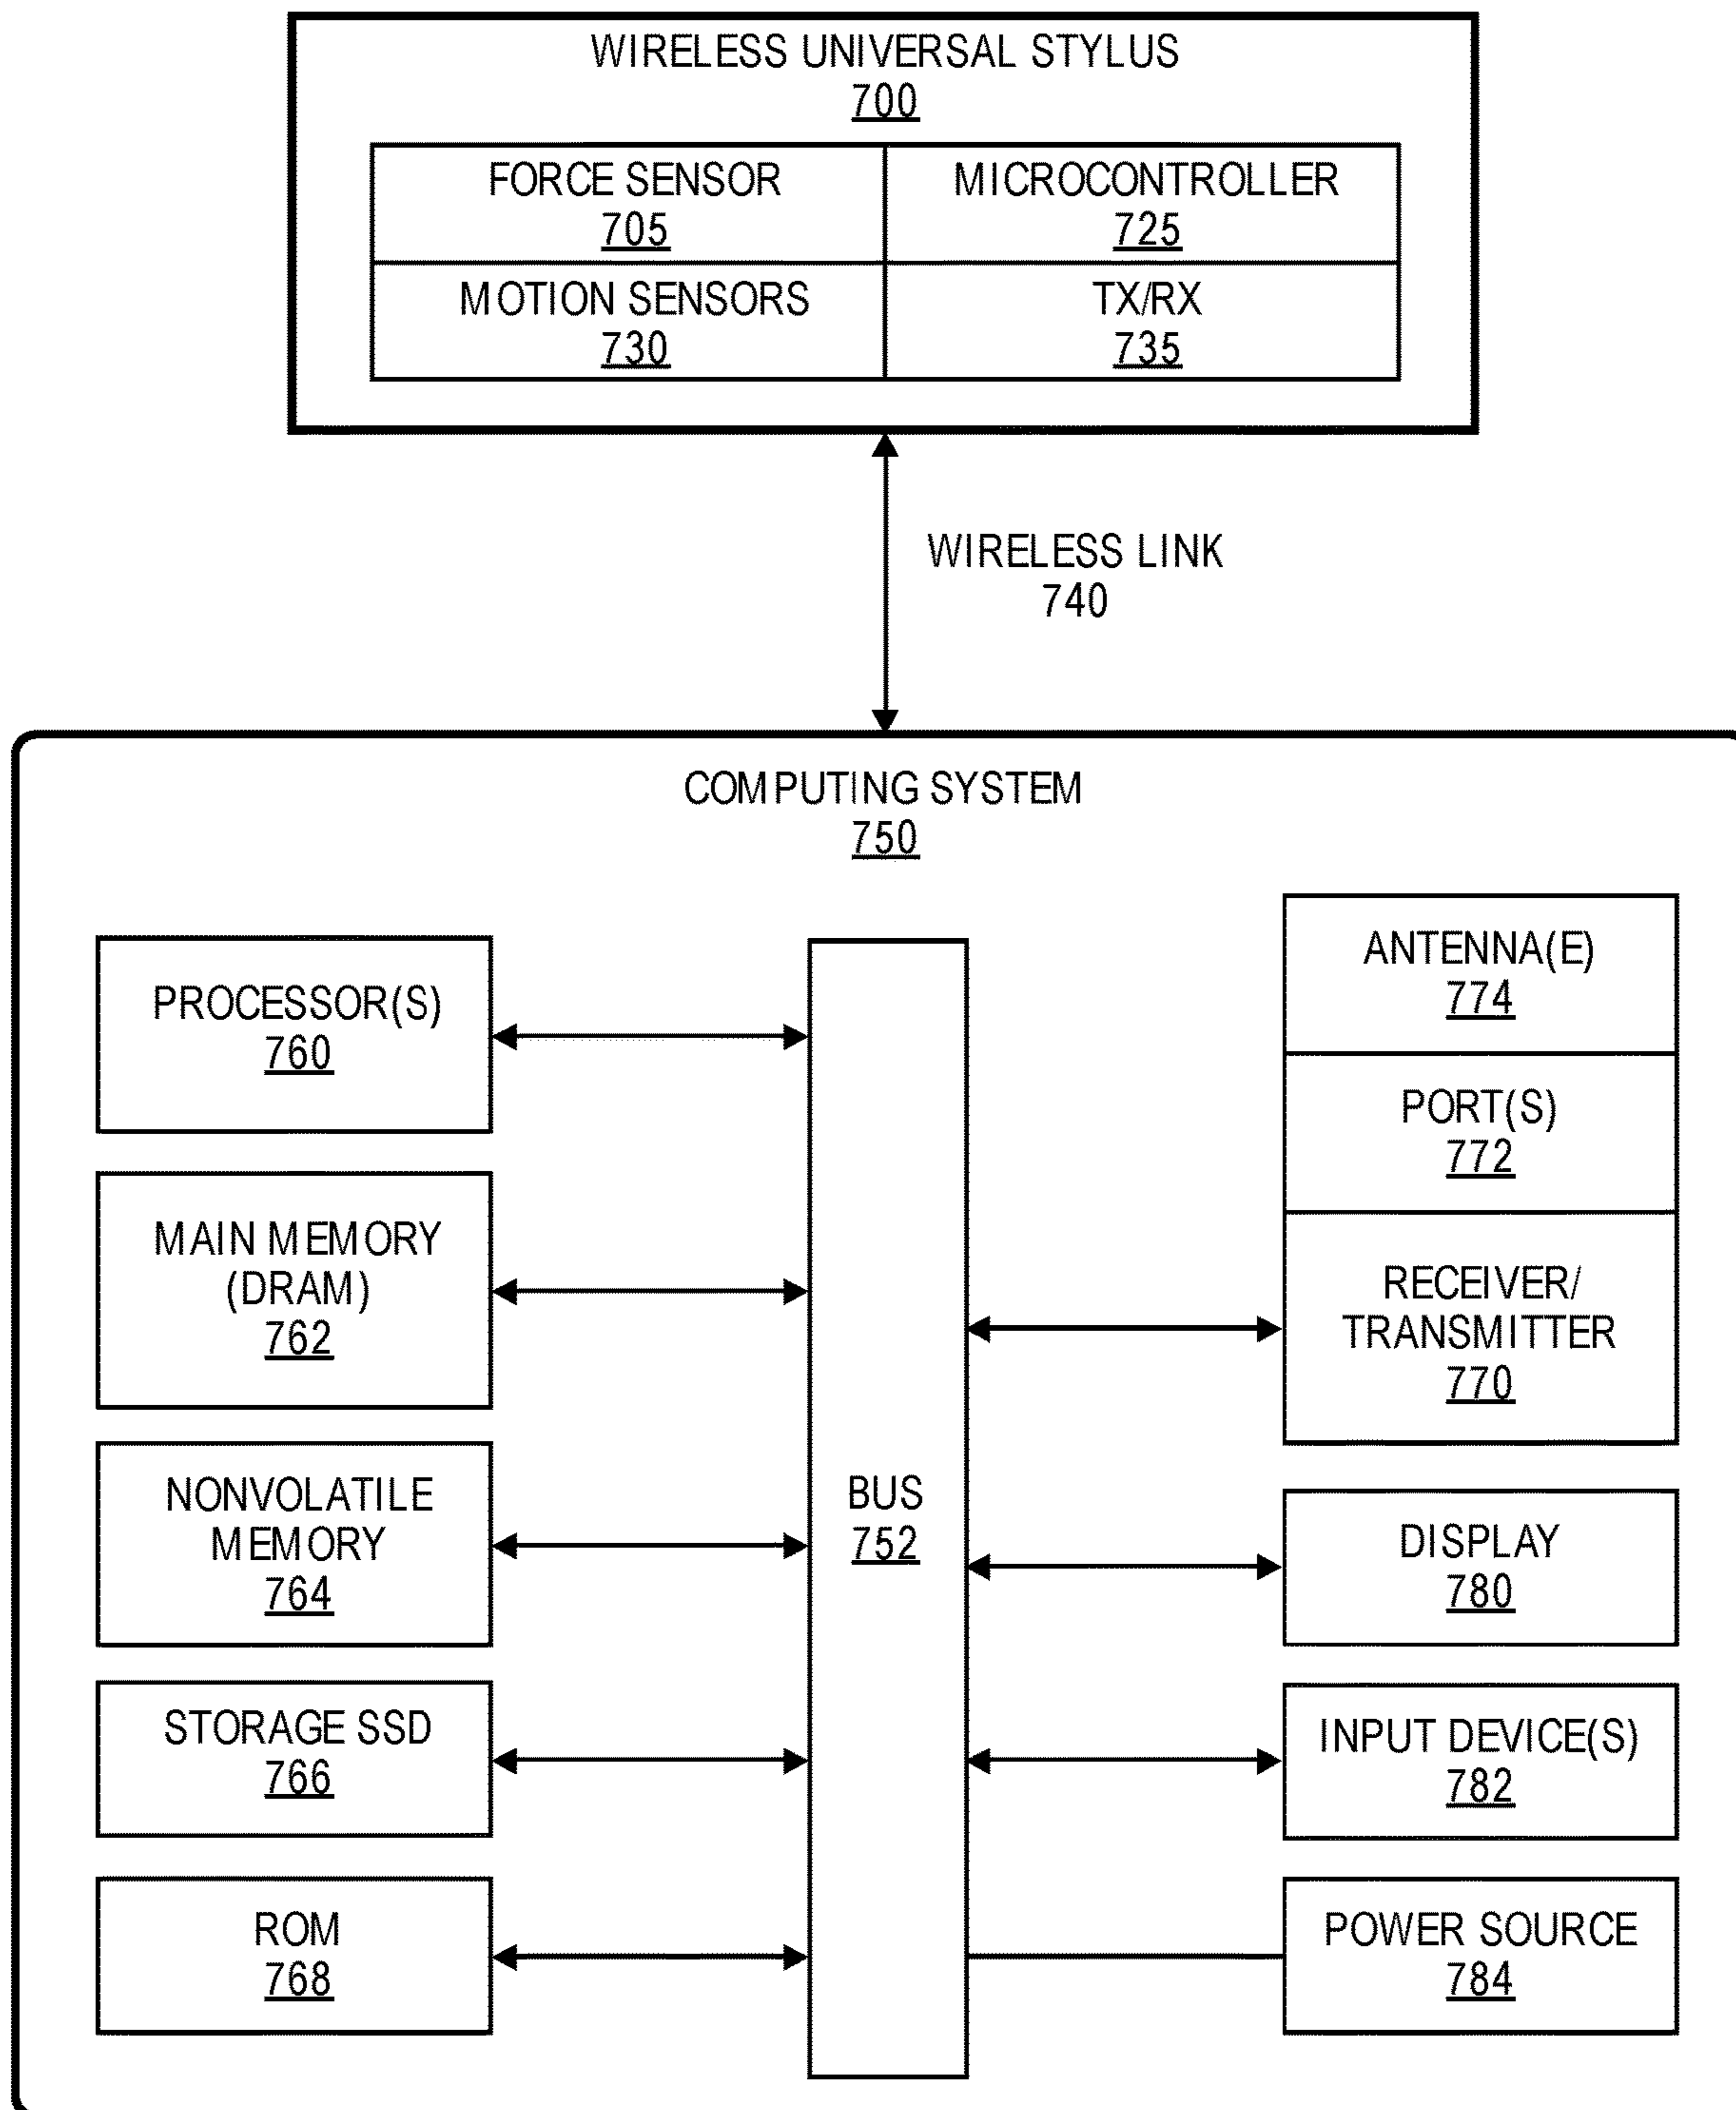 WIRELESS UNIVERSAL STYLUS
700
FORCE SENSOR
705
MICROCONTROLLER
725
MOTION SENSORS
730
TX/RX
735
WIRELESS LINK
740
COMPUTING SYSTEM
750
PROCESSOR(S)
760
MAIN MEMORY
(DRAM)
762
NONVOLATILE
MEMORY
764
STORAGE SSD
766
ROM
768
BUS
752
ANTENNA(E)
774
PORT(S)
772
RECEIVER/
TRANSMITTER
770
DISPLAY
780
INPUT DEVICE(S)
782
POWER SOURCE
784